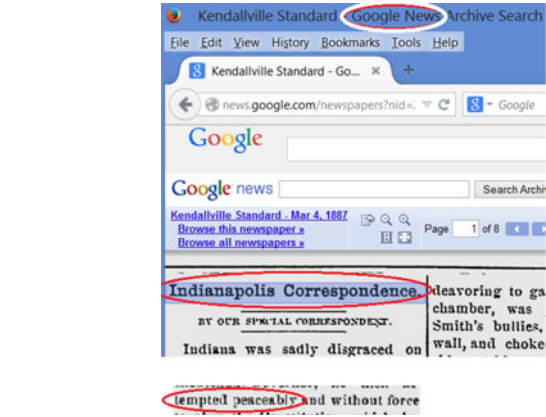 Kendallville Standard - Google News Archive Search
File Edit View History Bookmarks Tools Help
Kendallville Standard - Go... × +
news.google.com/newspapers?nid=. 8 Google
Google
Google news Search Archi
Kendallville Standard - Mar 4, 1887
Browse this newspaper »
Browse all newspapers »
Page 1 of 8
Indianapolis Correspondence.
BY OUR SPECIAL CORRESPONDENT.
Indiana was sadly disgraced on
deavoring to ga
chamber, was
Smith's bullies,
wall, and choke
tempted peaceably and without force